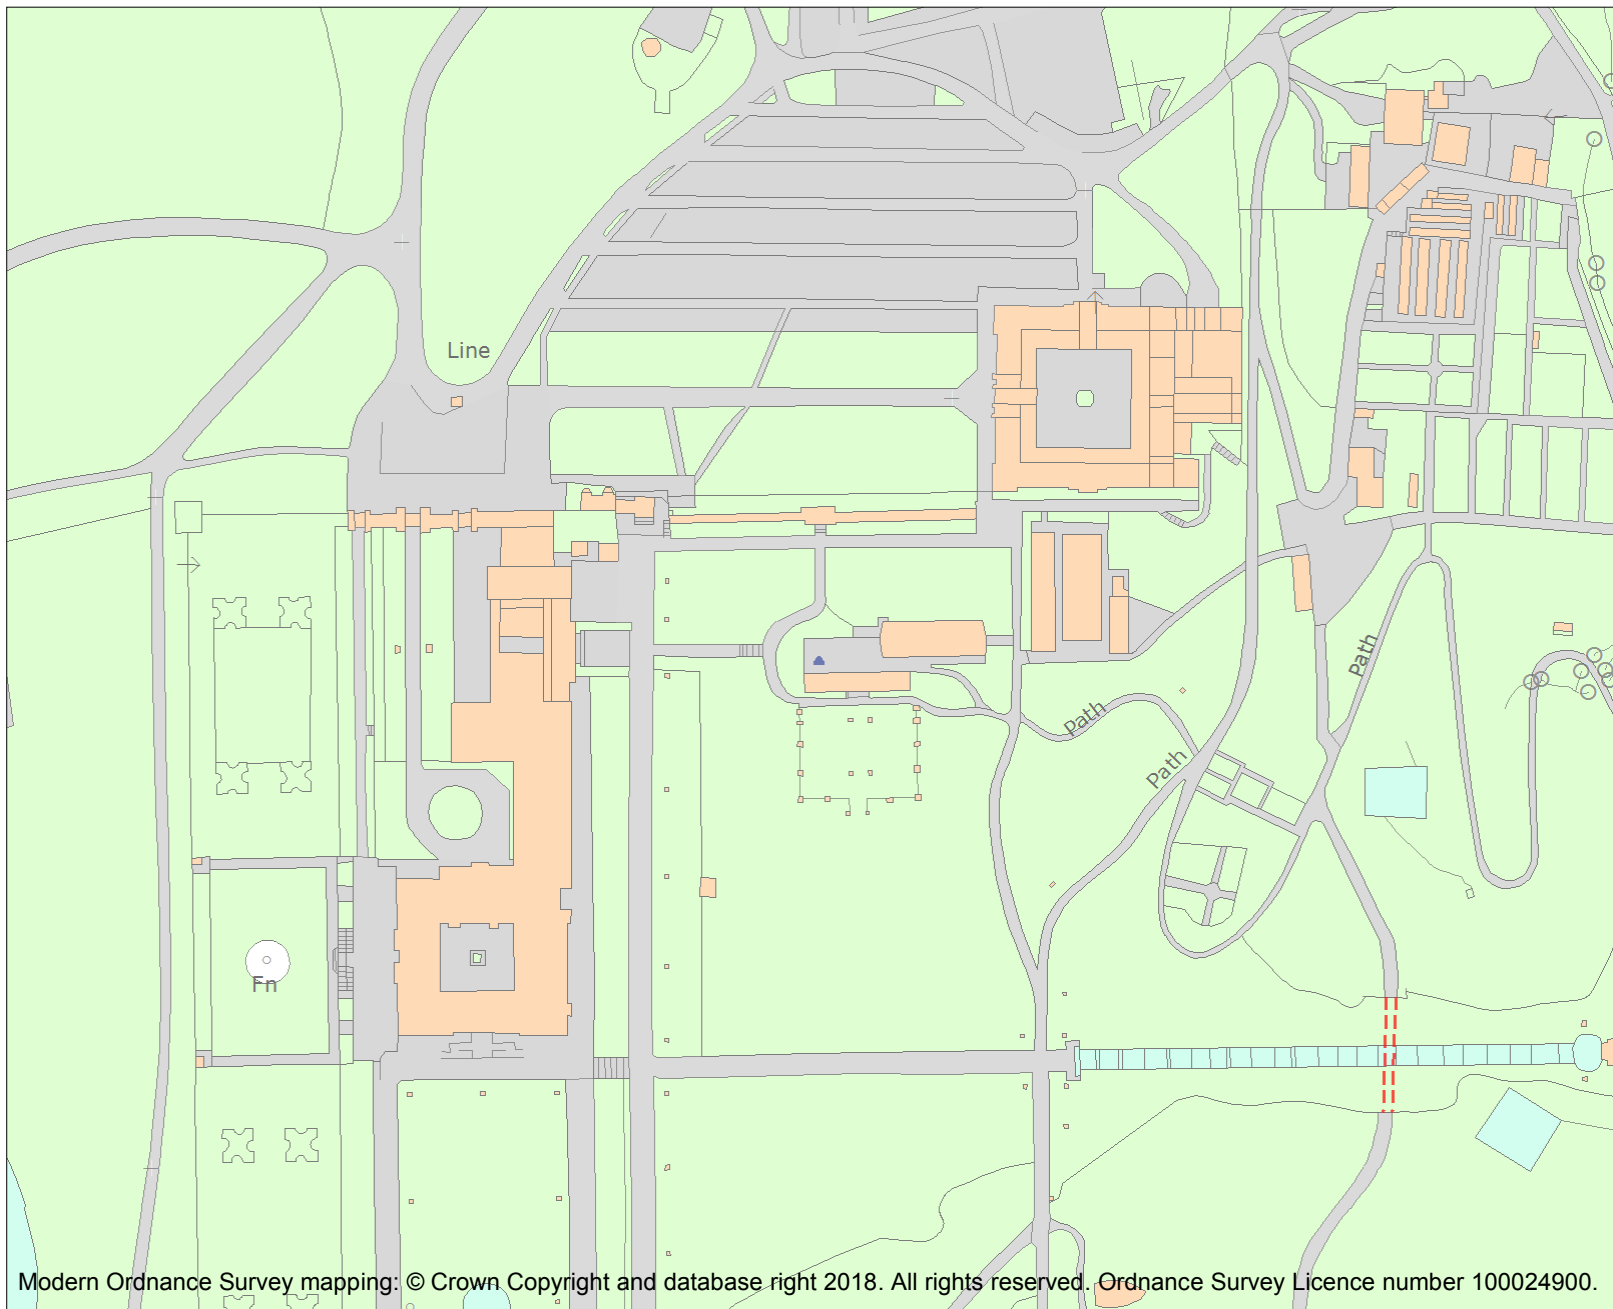 Line
Path
Path
Path
Fn
Modern Ordnance Survey mapping: © Crown Copyright and database right 2018. All rights reserved. Ordnance Survey Licence number 100024900.